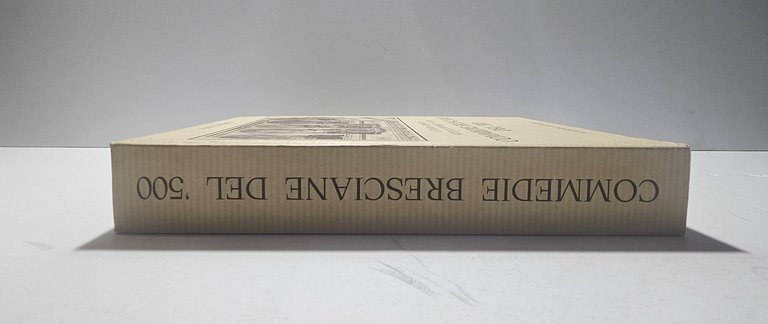 COMMEDIE BRESCIANE DEL '500